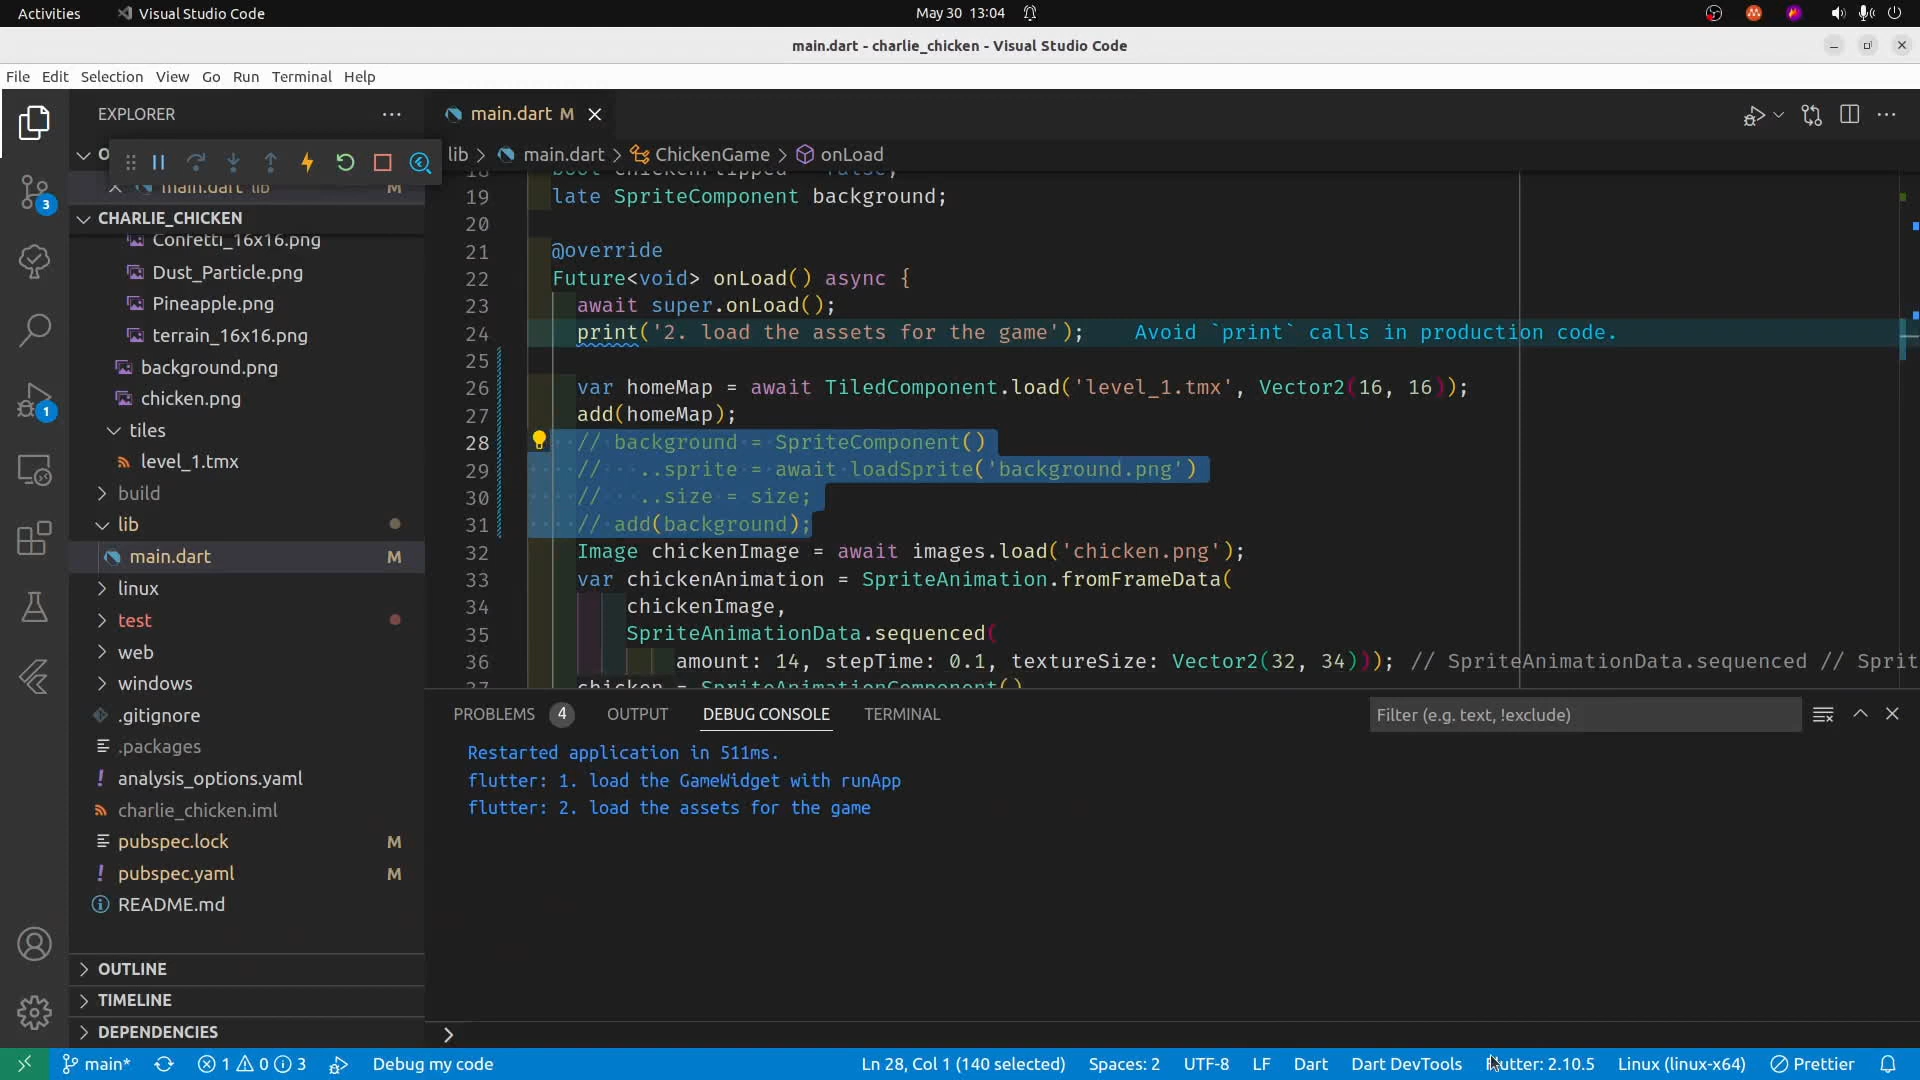 Activities Visual Studio Code May 30 13:04
main.dart - charlie_chicken - Visual Studio Code
File Edit Selection View Go Run Terminal Help
EXPLORER
main.dart M
lib main.dart ChickenGame onLoad
main.dart lib M
CHARLIE_CHICKEN
Confetti_16x16.png
Dust_Particle.png
Pineapple.png
terrain_16x16.png
background.png
chicken.png
tiles
level_1.tmx
build
lib
main.dart M
linux
test
web
windows
.gitignore
.packages
analysis_options.yaml
charlie_chicken.iml
pubspec.lock M
pubspec.yaml M
README.md
OUTLINE
TIMELINE
DEPENDENCIES
3
1
19 late SpriteComponent background;
20
21 @override
22 Future<void> onLoad() async {
23 await super.onLoad();
24 print('2. load the assets for the game'); Avoid `print` calls in production code.
25
26 var homeMap = await TiledComponent.load('level_1.tmx', Vector2(16, 16));
27 add(homeMap);
28 // background = SpriteComponent()
29 //   ..sprite = await loadSprite('background.png')
30 //   ..size = size;
31 // add(background);
32 Image chickenImage = await images.load('chicken.png');
33 var chickenAnimation = SpriteAnimation.fromFrameData(
34 chickenImage,
35 SpriteAnimationData.sequenced(
36 amount: 14, stepTime: 0.1, textureSize: Vector2(32, 34))); // SpriteAnimationData.sequenced // Sprit
37 chicken = SpriteAnimationComponent()
PROBLEMS 4 OUTPUT DEBUG CONSOLE TERMINAL Filter (e.g. text, !exclude)
Restarted application in 511ms.
flutter: 1. load the GameWidget with runApp
flutter: 2. load the assets for the game
main* 1 0 3 Debug my code Ln 28, Col 1 (140 selected) Spaces: 2 UTF-8 LF Dart Dart DevTools Flutter: 2.10.5 Linux (linux-x64) Prettier